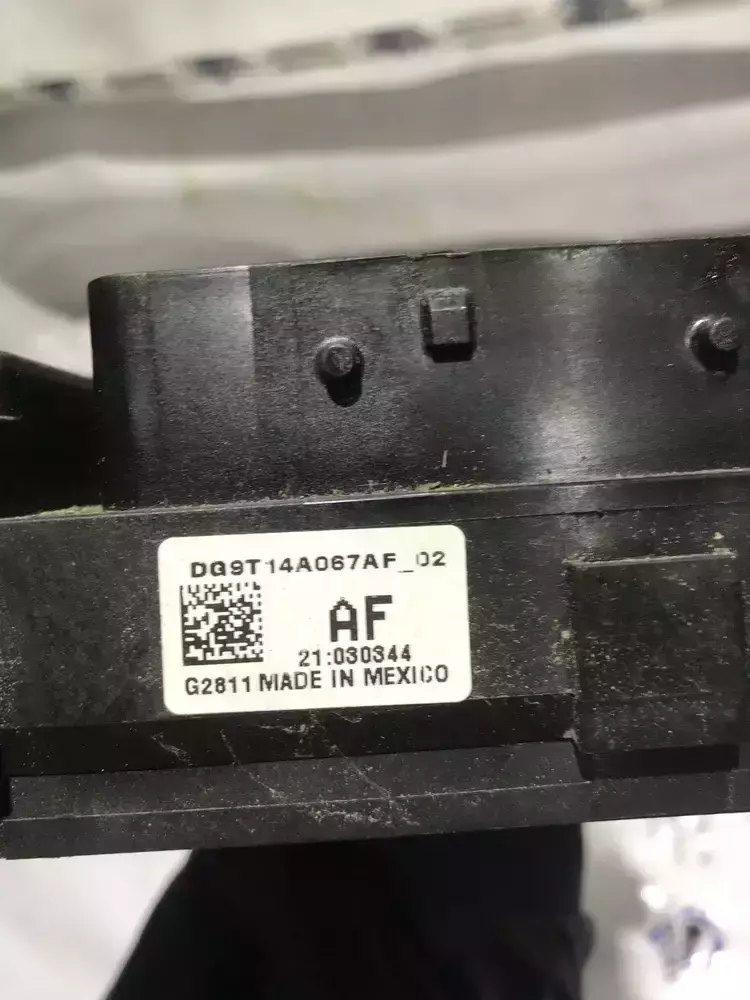 DG9T14A067AF_02
AF
21:030344
G2811 MADE IN MEXICO